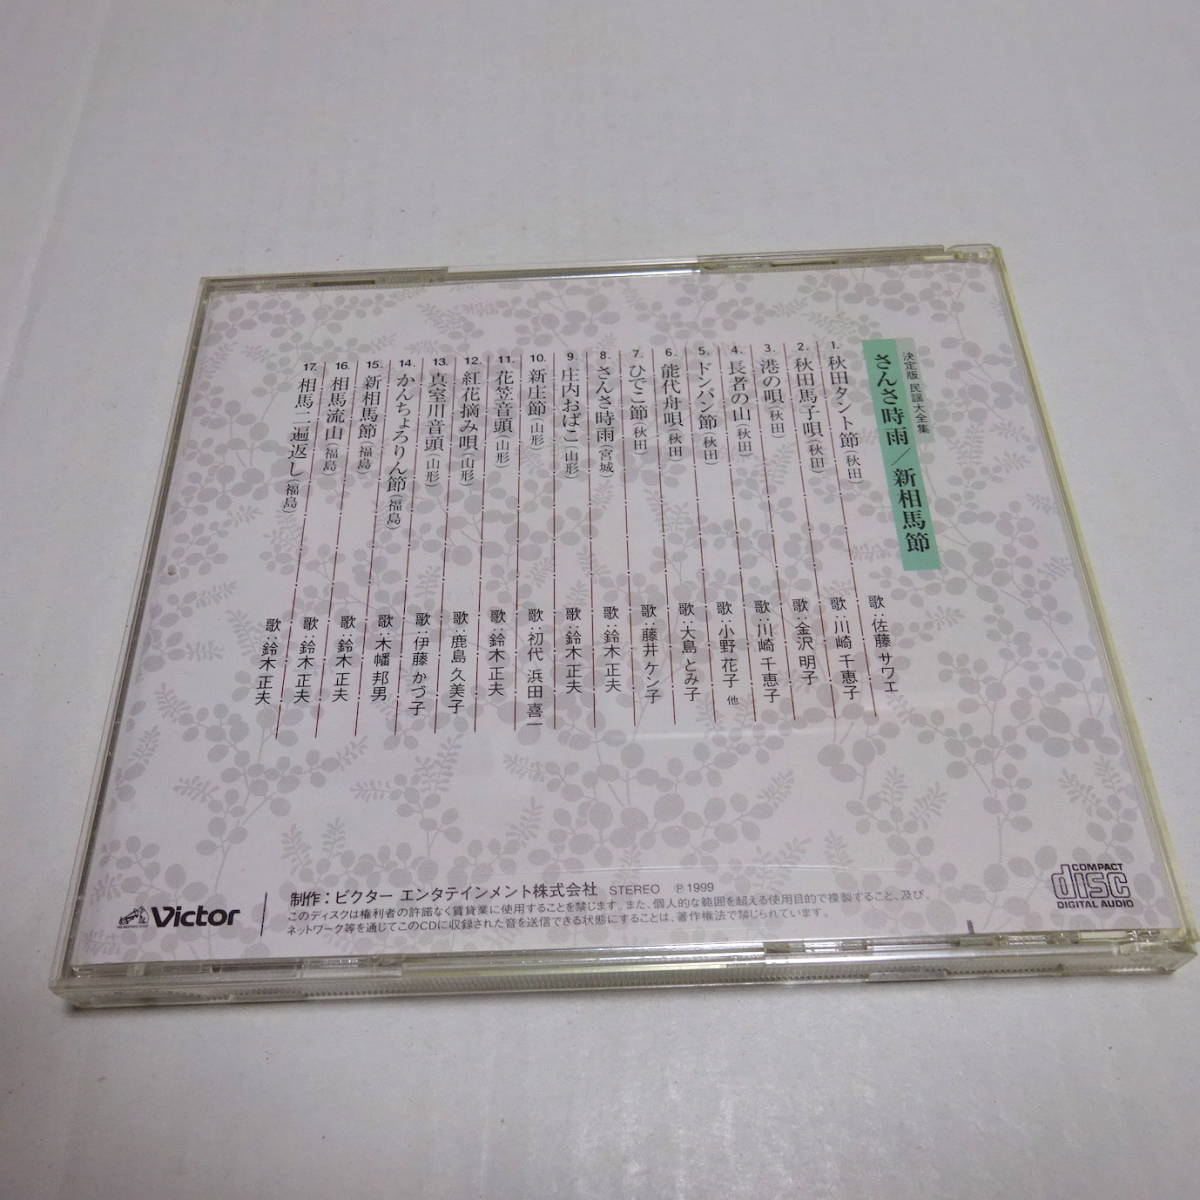 決定版 民謡大全集
さんさ時雨／新相馬節
1. 秋田タント節(秋田) 歌：佐藤 サワエ
2. 秋田馬子唄(秋田) 歌：川崎 千恵子
3. 港の唄(秋田) 歌：金沢 明子
4. 長者の山(秋田) 歌：川崎 千恵子
5. ドンパン節(秋田) 歌：小野 花子 他
6. 能代舟唄(秋田) 歌：大島 とみ子
7. ひでこ節(秋田) 歌：藤井 ケン子
8. さんさ時雨(宮城) 歌：鈴木 正夫
9. 庄内おばこ(山形) 歌：鈴木 正夫
10. 新庄節(山形) 歌：初代 浜田 喜一
11. 花笠音頭(山形) 歌：鈴木 正夫
12. 紅花摘み唄(山形) 歌：鹿島 久美子
13. 真室川音頭(山形) 歌：伊藤 かづ子
14. かんちょろりん節(福島) 歌：木幡 邦男
15. 新相馬節(福島) 歌：鈴木 正夫
16. 相馬流山(福島) 歌：鈴木 正夫
17. 相馬二遍返し(福島) 歌：鈴木 正夫
Victor
制作：ビクター エンタテインメント株式会社 STEREO ℗ 1999
このディスクは権利者の許諾なく賃貸業に使用することを禁じます。また、個人的な範囲を超える使用目的で複製すること、及び、
ネットワーク等を通じてこのCDに収録された音を送信できる状態にすることは、著作権法で禁じられています。
COMPACT
disc
DIGITAL AUDIO